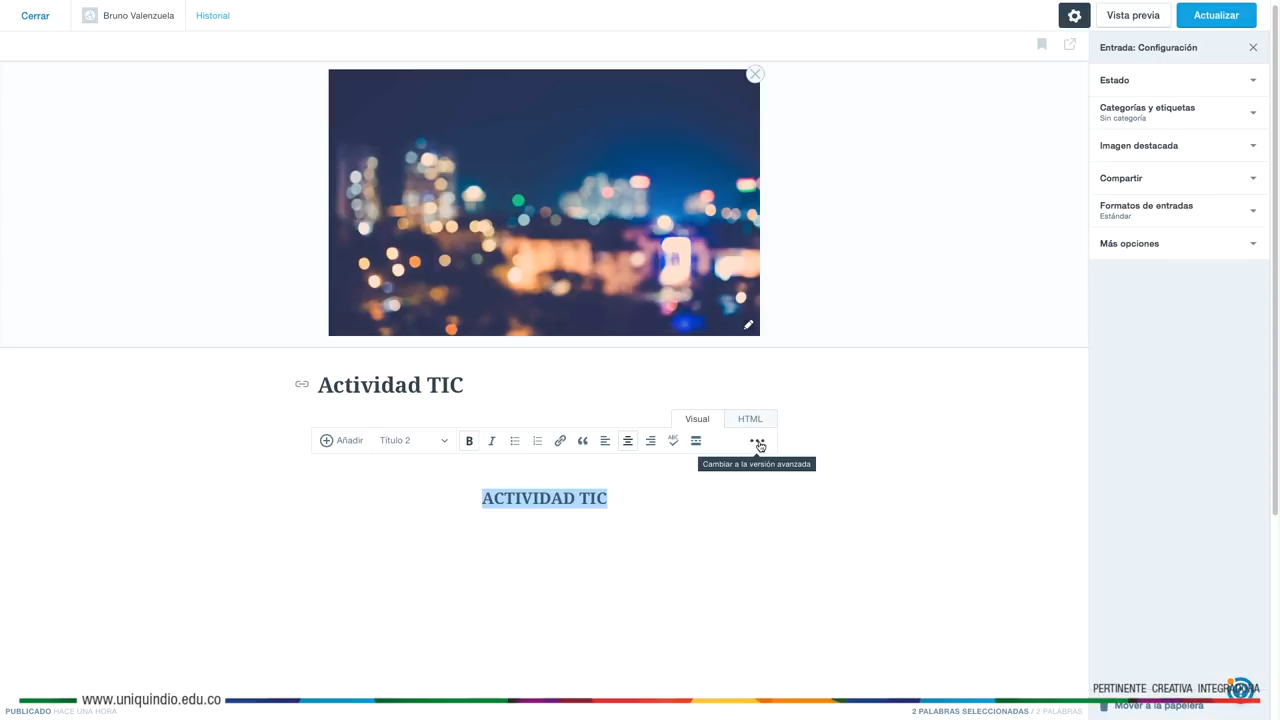 Cerrar
Bruno Valenzuela
Historial
Vista previa
Actualizar
Entrada: Configuración
Estado
Categorías y etiquetas
Sin categoría
Imagen destacada
Compartir
Formatos de entradas
Estándar
Más opciones
Actividad TIC
Visual
HTML
Añadir
Título 2
B
I
ABC
Cambiar a la versión avanzada
ACTIVIDAD TIC
www.uniquindio.edu.co
PERTINENTE CREATIVA INTEGRADORA
Mover a la papelera
PUBLICADO HACE UNA HORA
2 PALABRAS SELECCIONADAS / 2 PALABRAS